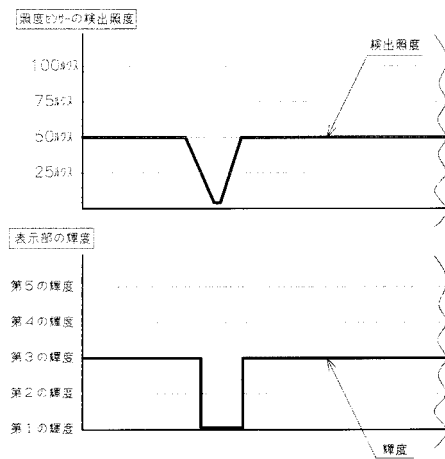 照度センサーの検出照度
検出照度
100ルクス
75ルクス
50ルクス
25ルクス
表示部の輝度
第5の輝度
第4の輝度
第3の輝度
第2の輝度
第1の輝度
輝度